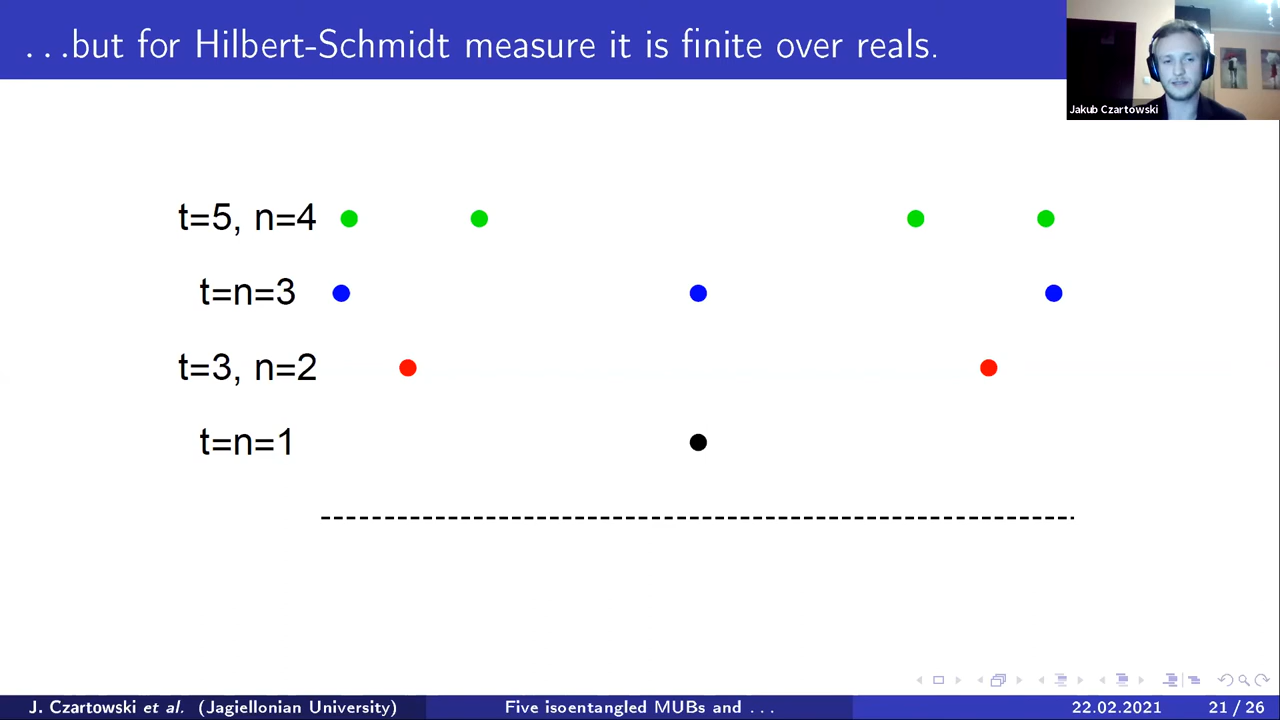 ...but for Hilbert-Schmidt measure it is finite over reals.
Jakub Czartowski
t=5, n=4
t=n=3
t=3, n=2
t=n=1
J. Czartowski et al. (Jagiellonian University)
Five isoentangled MUBs and ...
22.02.2021
21 / 26